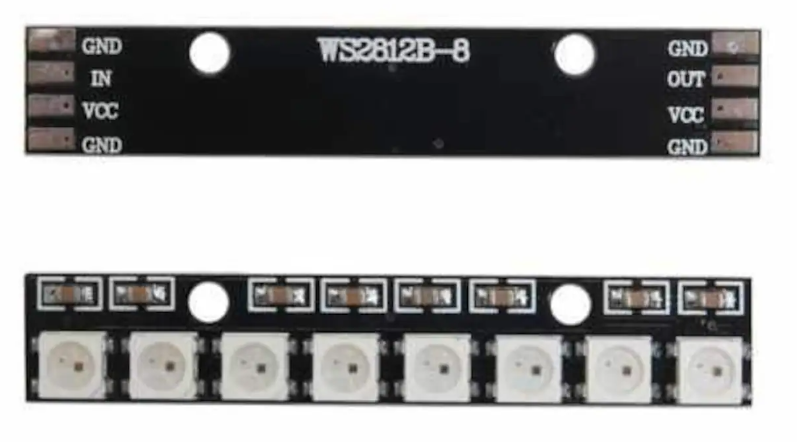 GND WS2812B-8 GND
IN OUT
VCC VCC
GND GND